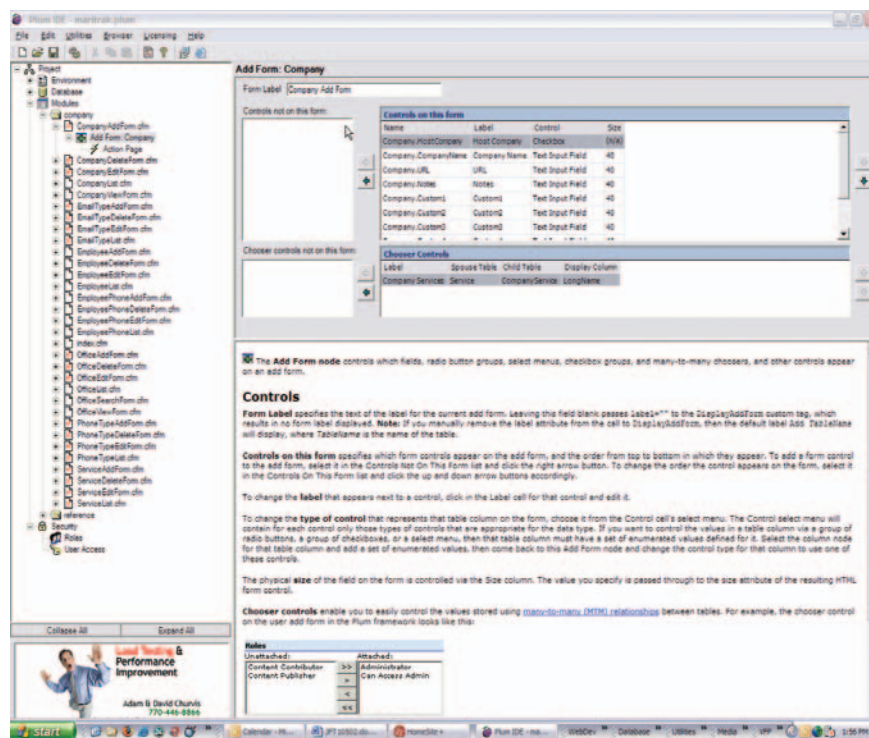 Plum IDE - maritrak.plum
File Edit Utilities Browser Licensing Help
Project
Environment
Database
Modules
company
CompanyAddForm.cfm
Add Form: Company
Action Page
CompanyDeleteForm.cfm
CompanyEditForm.cfm
CompanyList.cfm
CompanyViewForm.cfm
EmailTypeAddForm.cfm
EmailTypeDeleteForm.cfm
EmailTypeEditForm.cfm
EmailTypeList.cfm
EmployeeAddForm.cfm
EmployeeDeleteForm.cfm
EmployeeEditForm.cfm
EmployeeList.cfm
EmployeePhoneAddForm.cfm
EmployeePhoneDeleteForm.cfm
EmployeePhoneEditForm.cfm
EmployeePhoneList.cfm
index.cfm
OfficeAddForm.cfm
OfficeDeleteForm.cfm
OfficeEditForm.cfm
OfficeList.cfm
OfficeSearchForm.cfm
OfficeViewForm.cfm
PhoneTypeAddForm.cfm
PhoneTypeDeleteForm.cfm
PhoneTypeEditForm.cfm
PhoneTypeList.cfm
ServiceAddForm.cfm
ServiceDeleteForm.cfm
ServiceEditForm.cfm
ServiceList.cfm
reference
Security
Roles
User Access
Collapse All Expand All
Load Testing &
Performance
Improvement
Adam & David Churvis
770-446-8866
Add Form: Company
Form Label Company Add Form
Controls not on this form:
Controls on this form
Name Label Control Size
Company.HostCompany Host Company Checkbox (N/A)
Company.CompanyName Company Name Text Input Field 40
Company.URL URL Text Input Field 40
Company.Notes Notes Text Input Field 40
Company.Custom1 Custom1 Text Input Field 40
Company.Custom2 Custom2 Text Input Field 40
Company.Custom3 Custom3 Text Input Field 40
Chooser controls not on this form:
Chooser Controls
Label Spouse Table Child Table Display Column
Company Services Service CompanyService LongName
The Add Form node controls which fields, radio button groups, select menus, checkbox groups, and many-to-many choosers, and other controls appear
on an add form.
Controls
Form Label specifies the text of the label for the current add form. Leaving this field blank passes label="" to the DisplayAddForm custom tag, which
results in no form label displayed. Note: If you manually remove the label attribute from the call to DisplayAddForm, then the default label Add TableName
will display, where TableName is the name of the table.
Controls on this form specifies which form controls appear on the add form, and the order from top to bottom in which they appear. To add a form control
to the add form, select it in the Controls Not On This Form list and click the right arrow button. To change the order the control appears on the form, select it
in the Controls On This Form list and click the up and down arrow buttons accordingly.
To change the label that appears next to a control, click in the Label cell for that control and edit it.
To change the type of control that represents that table column on the form, choose it from the Control cell's select menu. The Control select menu will
contain for each control only those types of controls that are appropriate for the data type. If you want to control the values in a table column via a group of
radio buttons, a group of checkboxes, or a select menu, then that table column must have a set of enumerated values defined for it. Select the column node
for that table column and add a set of enumerated values, then come back to this Add Form node and change the control type for that column to use one of
these controls.
The physical size of the field on the form is controlled via the Size column. The value you specify is passed through to the size attribute of the resulting HTML
form control.
Chooser controls enable you to easily control the values stored using many-to-many (MTM) relationships between tables. For example, the chooser control
on the user add form in the Plum framework looks like this:
Roles
Unattached: Attached:
Content Contributor >> Administrator
Content Publisher > Can Access Admin
<
<<
start Calendar - M... JFT10502.do... HomeSite + Plum IDE - ma... WebDev Database Utilities Media VFP 1:56 PM